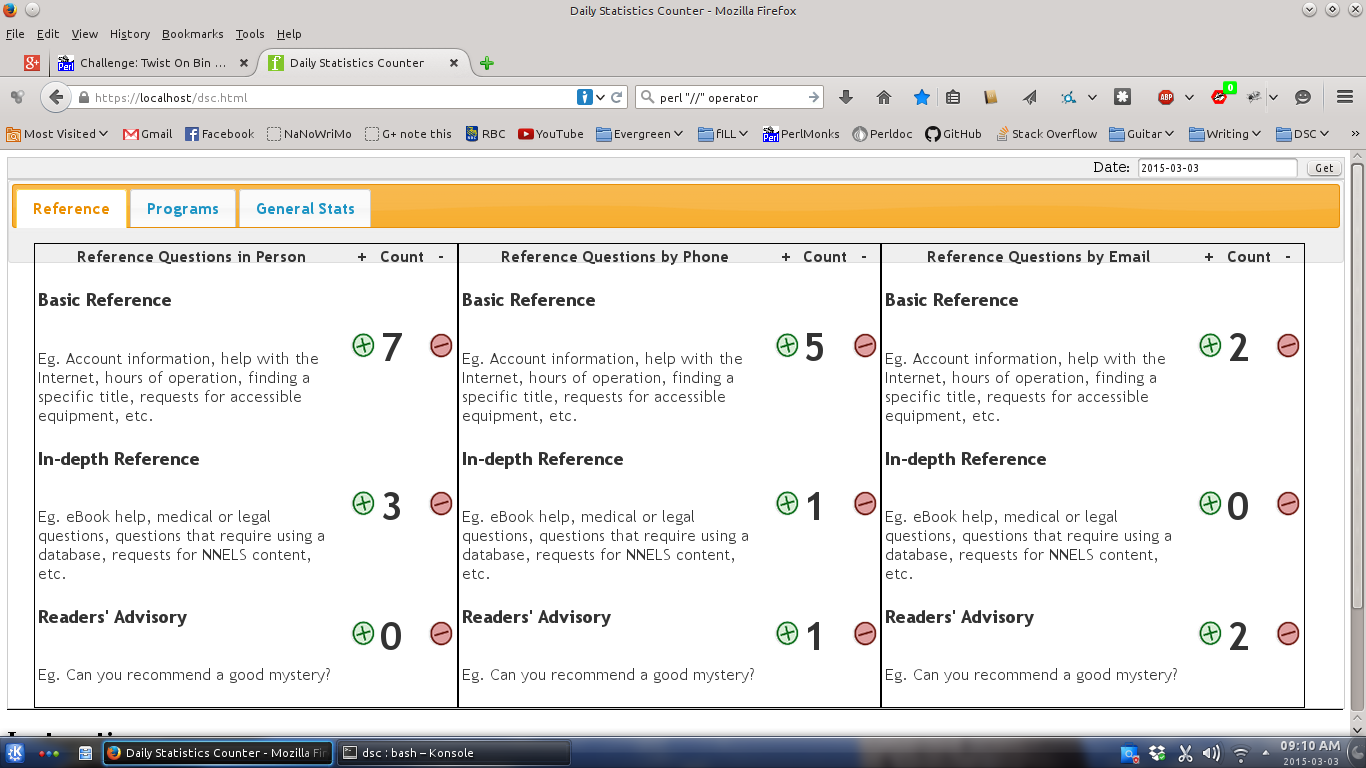 Daily Statistics Counter - Mozilla Firefox
File Edit View History Bookmarks Tools Help
Challenge: Twist On Bin ...
Daily Statistics Counter
https://localhost/dsc.html
perl "//" operator
ABP
0
Most Visited
Gmail
Facebook
NaNoWriMo
G+ note this
RBC
YouTube
Evergreen
fILL
PerlMonks
Perldoc
GitHub
Stack Overflow
Guitar
Writing
DSC
Date: 2015-03-03 Get
Reference Programs General Stats
Reference Questions in Person + Count -
Basic Reference
7
Eg. Account information, help with the
Internet, hours of operation, finding a
specific title, requests for accessible
equipment, etc.
In-depth Reference
3
Eg. eBook help, medical or legal
questions, questions that require using a
database, requests for NNELS content,
etc.
Readers' Advisory
0
Eg. Can you recommend a good mystery?
Reference Questions by Phone + Count -
Basic Reference
5
Eg. Account information, help with the
Internet, hours of operation, finding a
specific title, requests for accessible
equipment, etc.
In-depth Reference
1
Eg. eBook help, medical or legal
questions, questions that require using a
database, requests for NNELS content,
etc.
Readers' Advisory
1
Eg. Can you recommend a good mystery?
Reference Questions by Email + Count -
Basic Reference
2
Eg. Account information, help with the
Internet, hours of operation, finding a
specific title, requests for accessible
equipment, etc.
In-depth Reference
0
Eg. eBook help, medical or legal
questions, questions that require using a
database, requests for NNELS content,
etc.
Readers' Advisory
2
Eg. Can you recommend a good mystery?
Daily Statistics Counter - Mozilla Fir
dsc : bash – Konsole
09:10 AM
2015-03-03